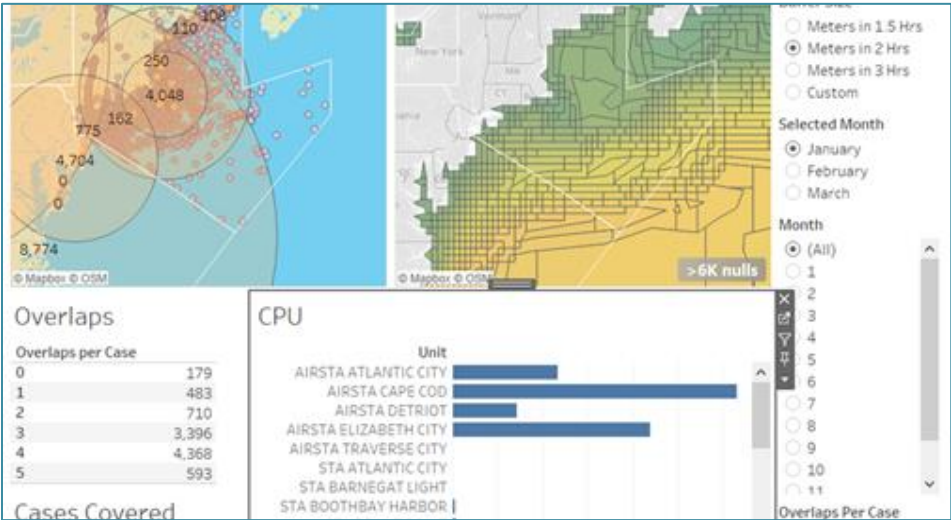 108
110
250
4,048
162
775
4,704
0
0
8,774
© Mapbox © OSM
Vermont
New York
MA
CT
© Mapbox © OSM
>6K nulls
Buffer Size
Meters in 1.5 Hrs
Meters in 2 Hrs
Meters in 3 Hrs
Custom
Selected Month
January
February
March
Month
(All)
1
2
3
4
5
6
7
8
9
10
11
Overlaps Per Case
Overlaps
Overlaps per Case
0 179
1 483
2 710
3 3,396
4 4,368
5 593
Cases Covered
CPU
Unit
AIRSTA ATLANTIC CITY
AIRSTA CAPE COD
AIRSTA DETRIOT
AIRSTA ELIZABETH CITY
AIRSTA TRAVERSE CITY
STA ATLANTIC CITY
STA BARNEGAT LIGHT
STA BOOTHBAY HARBOR